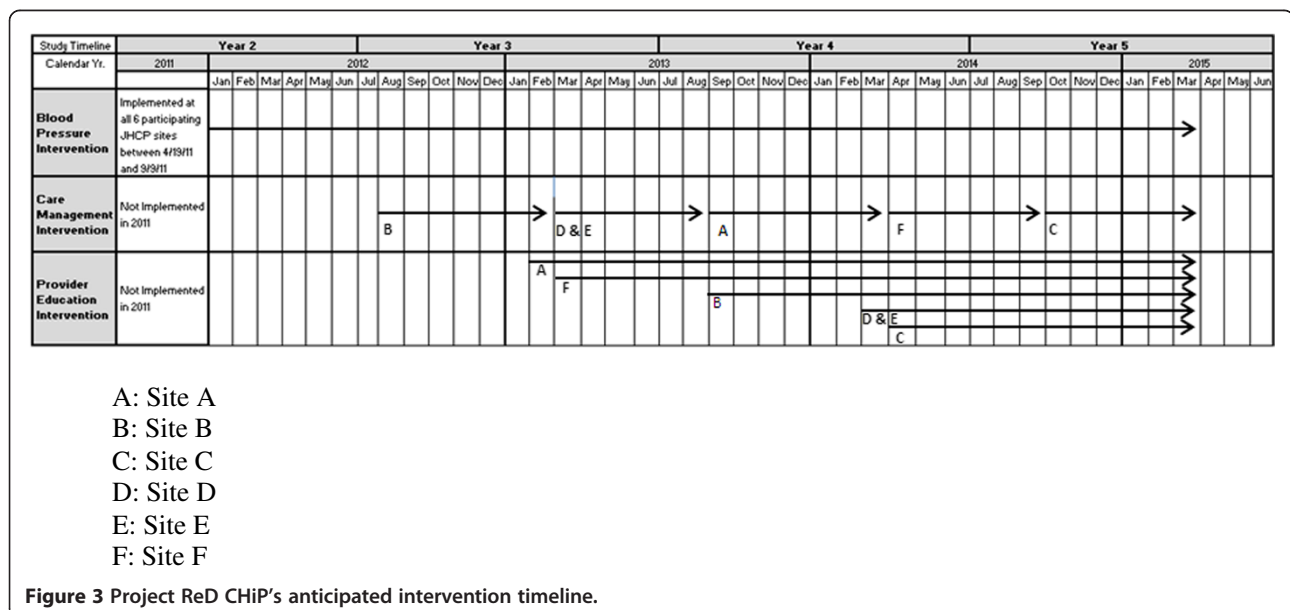 Study Timeline Year 2 Year 3 Year 4 Year 5
Calendar Yr. 2011 2012 2013 2014 2015
Jan Feb Mar Apr May Jun Jul Aug Sep Oct Nov Dec Jan Feb Mar Apr May Jun Jul Aug Sep Oct Nov Dec Jan Feb Mar Apr May Jun Jul Aug Sep Oct Nov Dec Jan Feb Mar Apr May Jun
Blood
Pressure
Intervention
Implemented at
all 6 participating
JHCP sites
between 4/19/11
and 9/9/11
Care
Management
Intervention
Not Implemented
in 2011
B D & E A F C
Provider
Education
Intervention
Not Implemented
in 2011
A
F
B
D & E
C
A: Site A
B: Site B
C: Site C
D: Site D
E: Site E
F: Site F
Figure 3 Project ReD CHiP's anticipated intervention timeline.